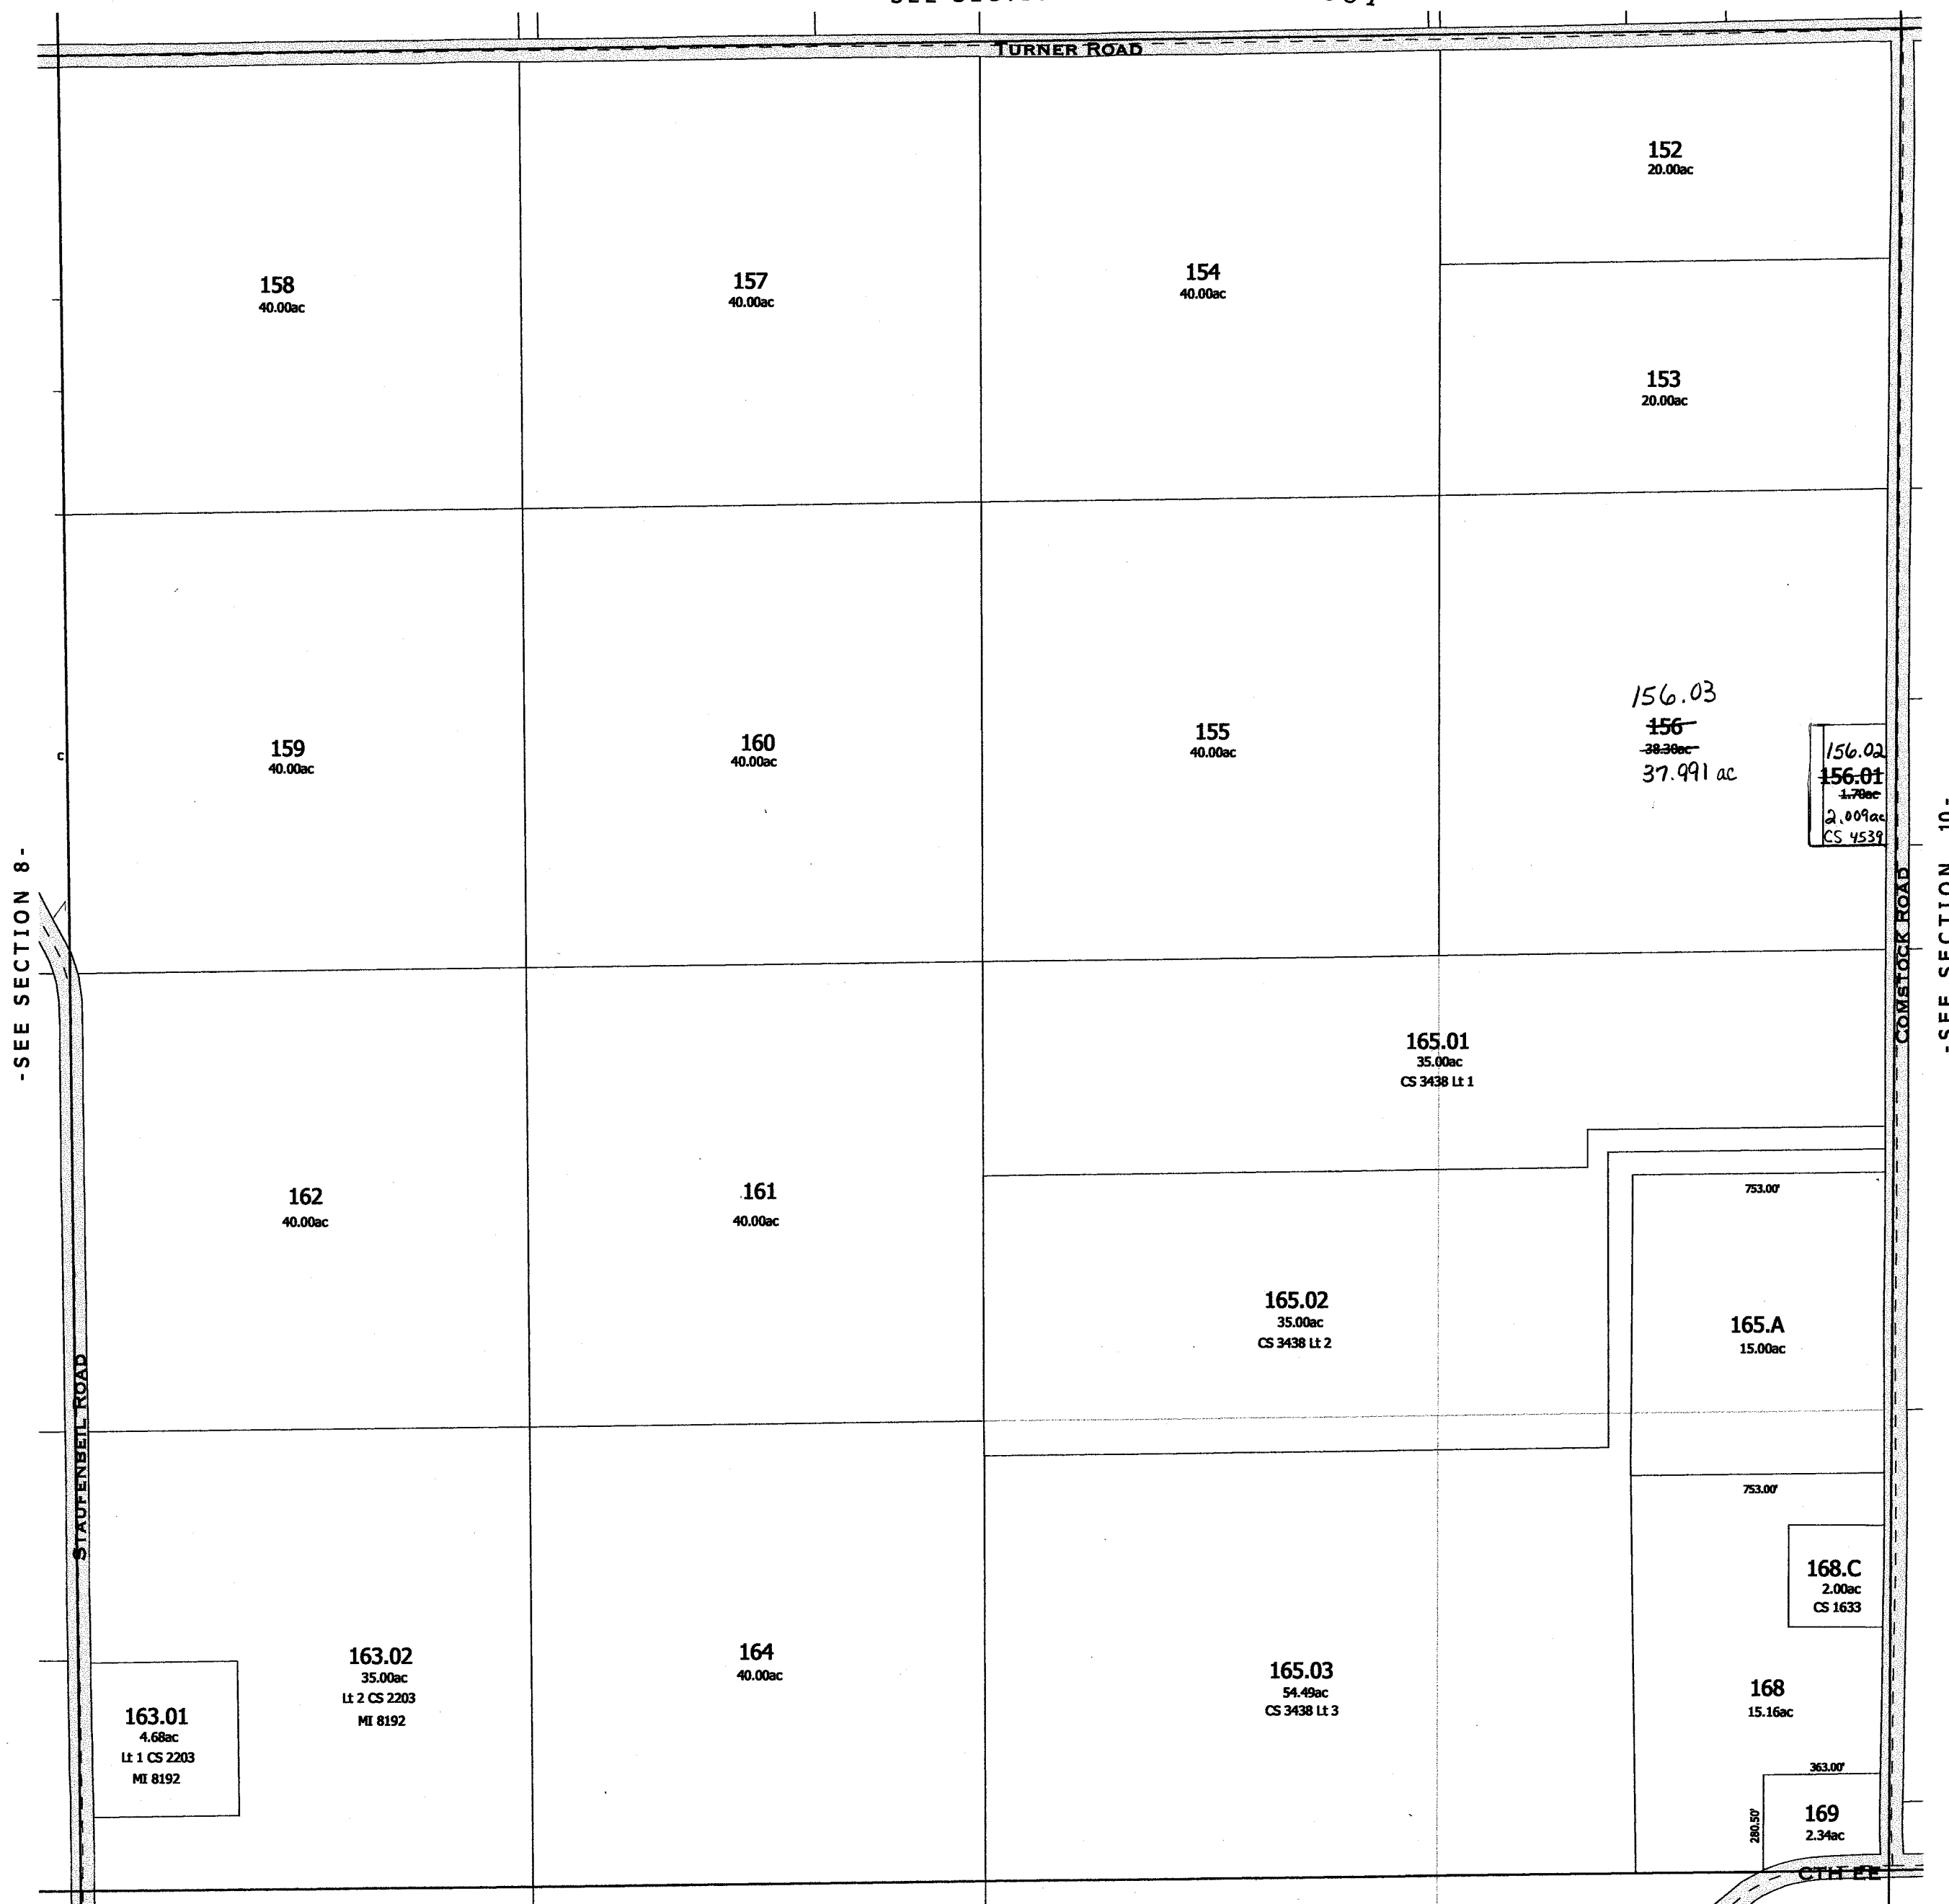 TURNER ROAD
152
20.00ac
158
40.00ac
157
40.00ac
154
40.00ac
153
20.00ac
156.03
156
38.30ac
37.991 ac
156.02
156.01
1.70ac
2.009ac
CS 4539
159
40.00ac
160
40.00ac
155
40.00ac
C
-SEE SECTION 8-
-SEE SECTION 10-
COMSTOCK ROAD
165.01
35.00ac
CS 3438 Lt 1
753.00'
162
40.00ac
161
40.00ac
165.02
35.00ac
CS 3438 Lt 2
165.A
15.00ac
STAUFENBEIL ROAD
753.00'
168.C
2.00ac
CS 1633
163.02
35.00ac
Lt 2 CS 2203
MI 8192
164
40.00ac
165.03
54.49ac
CS 3438 Lt 3
168
15.16ac
163.01
4.68ac
Lt 1 CS 2203
MI 8192
363.00'
280.50'
169
2.34ac
CTH EE